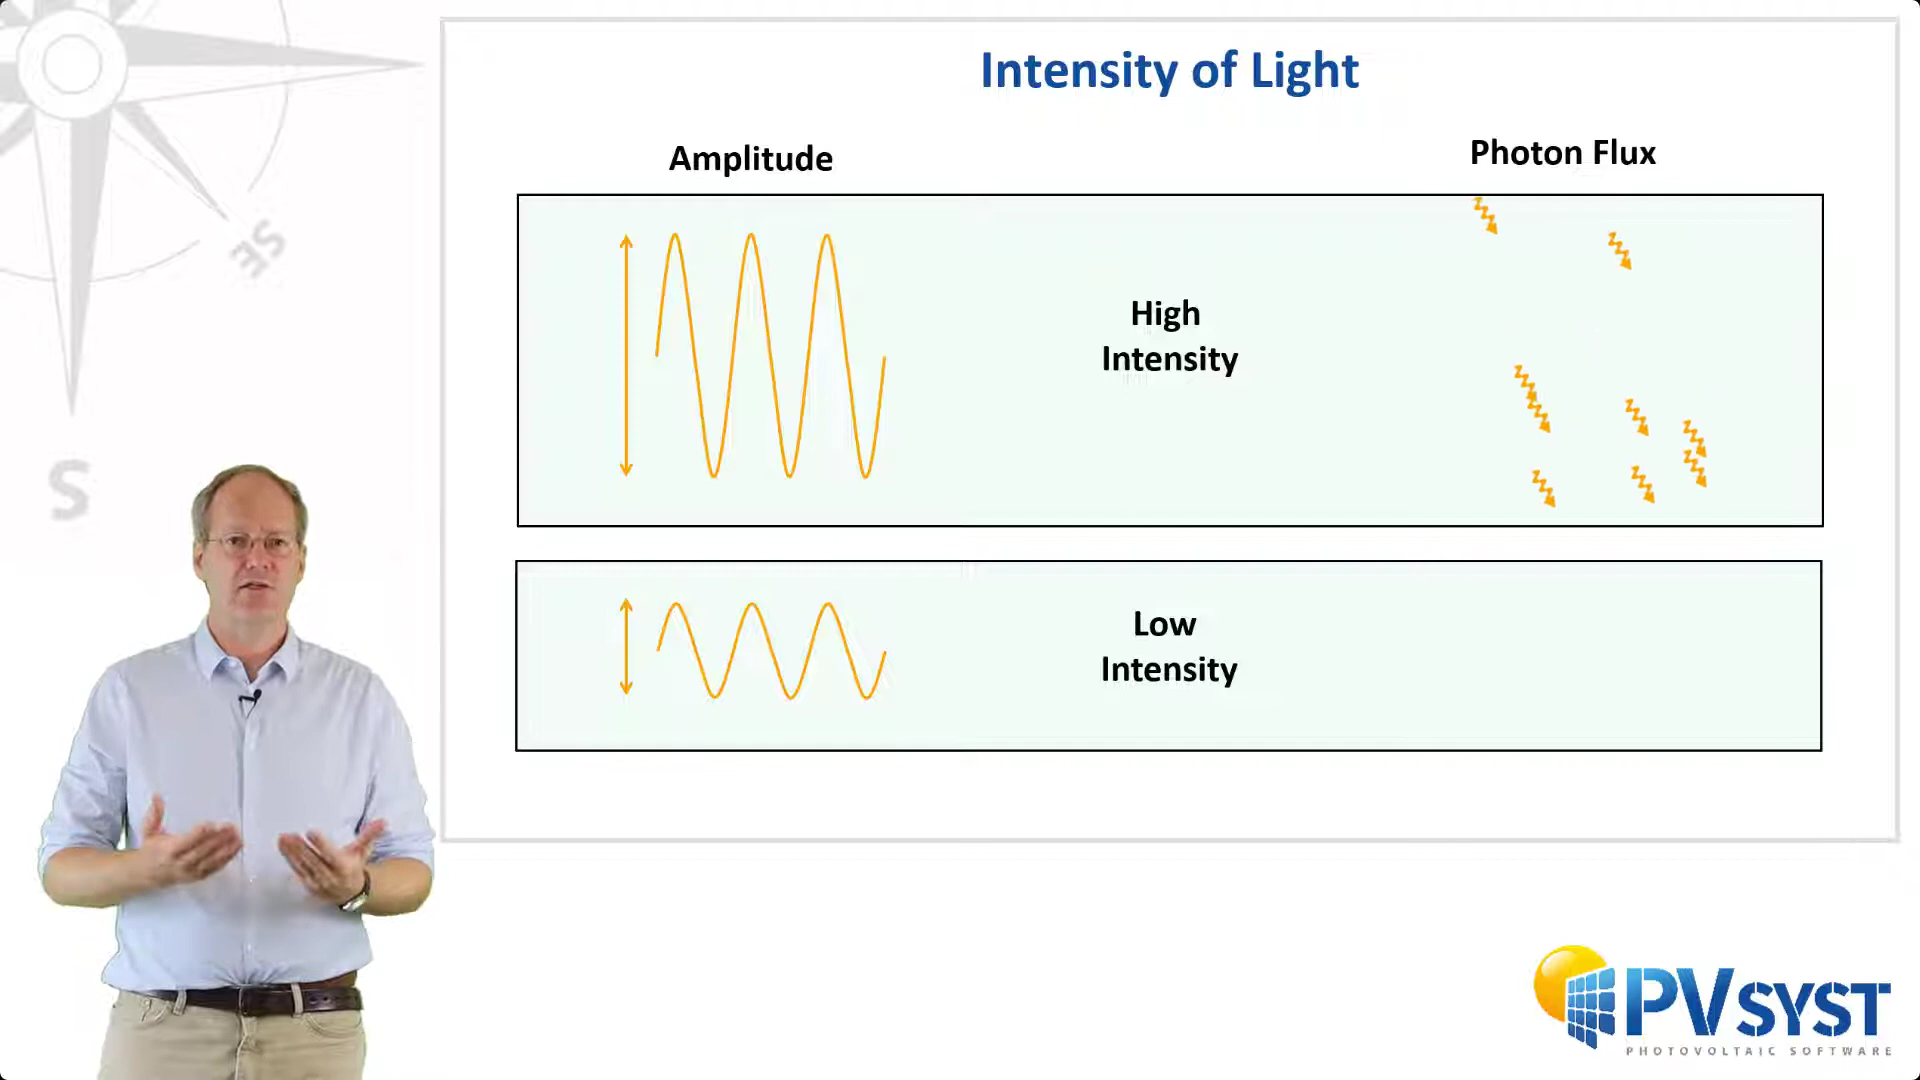 Intensity of Light
Amplitude
Photon Flux
High
Intensity
Low
Intensity
SE
S
PVSYST
PHOTOVOLTAIC SOFTWARE